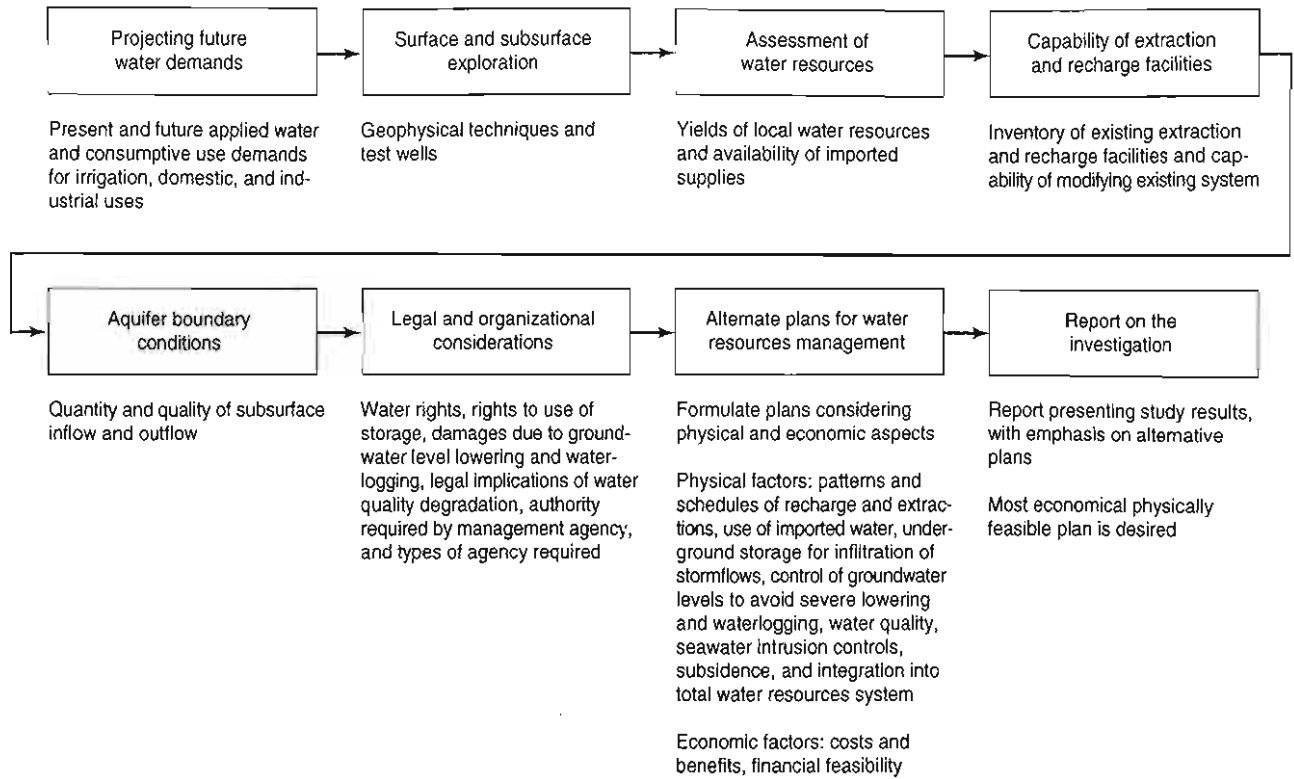 Projecting future
water demands
Surface and subsurface
exploration
Assessment of
water resources
Capability of extraction
and recharge facilities
Present and future applied water
and consumptive use demands
for irrigation, domestic, and ind-
ustrial uses
Geophysical techniques and
test wells
Yields of local water resources
and availability of imported
supplies
Inventory of existing extraction
and recharge facilities and cap-
ability of modifying existing system
Aquifer boundary
conditions
Legal and organizational
considerations
Alternate plans for water
resources management
Report on the
investigation
Quantity and quality of subsurface
inflow and outflow
Water rights, rights to use of
storage, damages due to ground-
water level lowering and water-
logging, legal implications of water
quality degradation, authority
required by management agency,
and types of agency required
Formulate plans considering
physical and economic aspects
Physical factors: patterns and
schedules of recharge and extrac-
tions, use of imported water, under-
ground storage for infiltration of
stormflows, control of groundwater
levels to avoid severe lowering
and waterlogging, water quality,
seawater intrusion controls,
subsidence, and integration into
total water resources system
Economic factors: costs and
benefits, financial feasibility
Report presenting study results,
with emphasis on alternative
plans
Most economical physically
feasible plan is desired